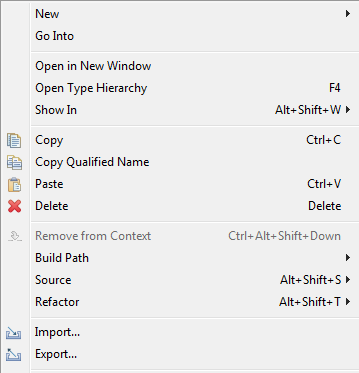 New
Go Into
Open in New Window
Open Type Hierarchy F4
Show In Alt+Shift+W
Copy Ctrl+C
Copy Qualified Name
Paste Ctrl+V
Delete Delete
Remove from Context Ctrl+Alt+Shift+Down
Build Path
Source Alt+Shift+S
Refactor Alt+Shift+T
Import...
Export...